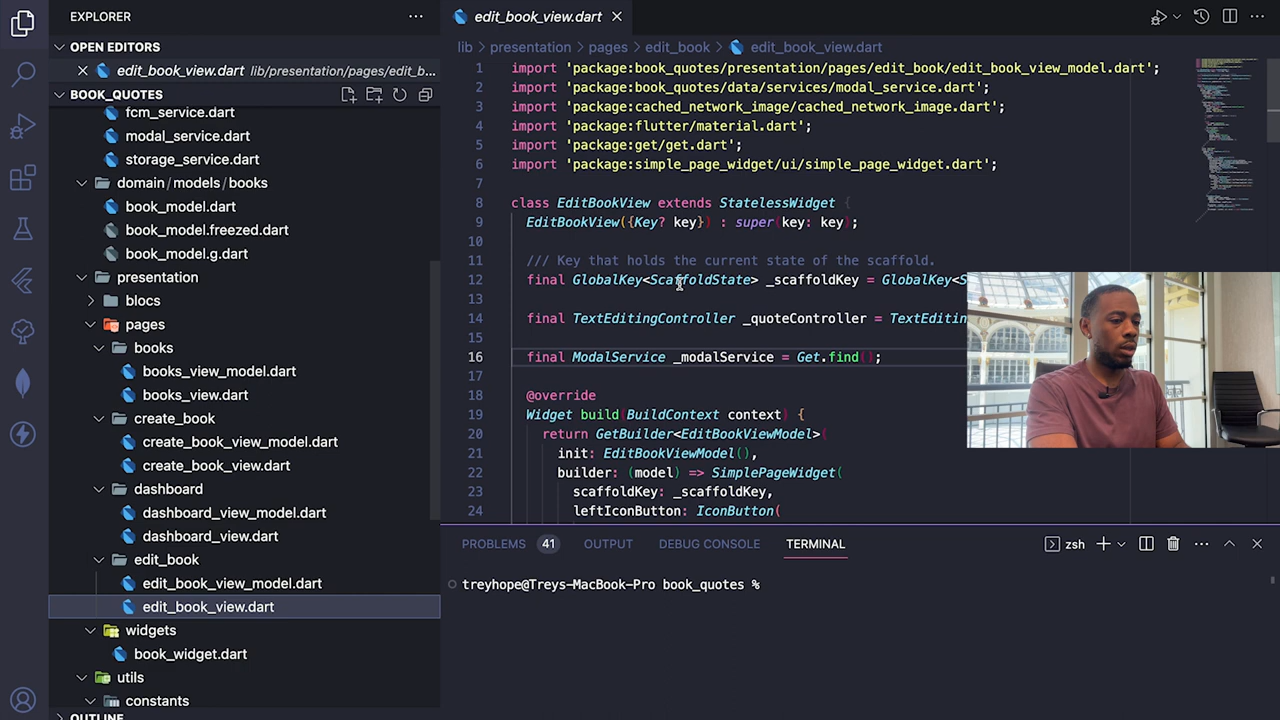 EXPLORER
OPEN EDITORS
edit_book_view.dart lib/presentation/pages/edit_b...
BOOK_QUOTES
fcm_service.dart
modal_service.dart
storage_service.dart
domain/models/books
book_model.dart
book_model.freezed.dart
book_model.g.dart
presentation
blocs
pages
books
books_view_model.dart
books_view.dart
create_book
create_book_view_model.dart
create_book_view.dart
dashboard
dashboard_view_model.dart
dashboard_view.dart
edit_book
edit_book_view_model.dart
edit_book_view.dart
widgets
book_widget.dart
utils
constants
OUTLINE
edit_book_view.dart
lib > presentation > pages > edit_book > edit_book_view.dart
1 import 'package:book_quotes/presentation/pages/edit_book/edit_book_view_model.dart';
2 import 'package:book_quotes/data/services/modal_service.dart';
3 import 'package:cached_network_image/cached_network_image.dart';
4 import 'package:flutter/material.dart';
5 import 'package:get/get.dart';
6 import 'package:simple_page_widget/ui/simple_page_widget.dart';
7
8 class EditBookView extends StatelessWidget {
9 EditBookView({Key? key}) : super(key: key);
10
11 /// Key that holds the current state of the scaffold.
12 final GlobalKey<ScaffoldState> _scaffoldKey = GlobalKey<S
13
14 final TextEditingController _quoteController = TextEditin
15
16 final ModalService _modalService = Get.find();
17
18 @override
19 Widget build(BuildContext context) {
20 return GetBuilder<EditBookViewModel>(
21 init: EditBookViewModel(),
22 builder: (model) => SimplePageWidget(
23 scaffoldKey: _scaffoldKey,
24 leftIconButton: IconButton(
PROBLEMS 41 OUTPUT DEBUG CONSOLE TERMINAL zsh
treyhope@Treys-MacBook-Pro book_quotes %